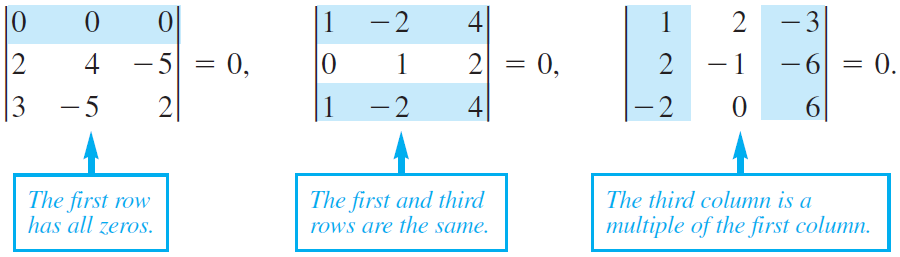 |0 0 0|
|2 4 −5| = 0,
|3 −5 2|
The first row
has all zeros.
|1 −2 4|
|0 1 2| = 0,
|1 −2 4|
The first and third
rows are the same.
|1 2 −3|
|2 −1 −6| = 0.
|−2 0 6|
The third column is a
multiple of the first column.